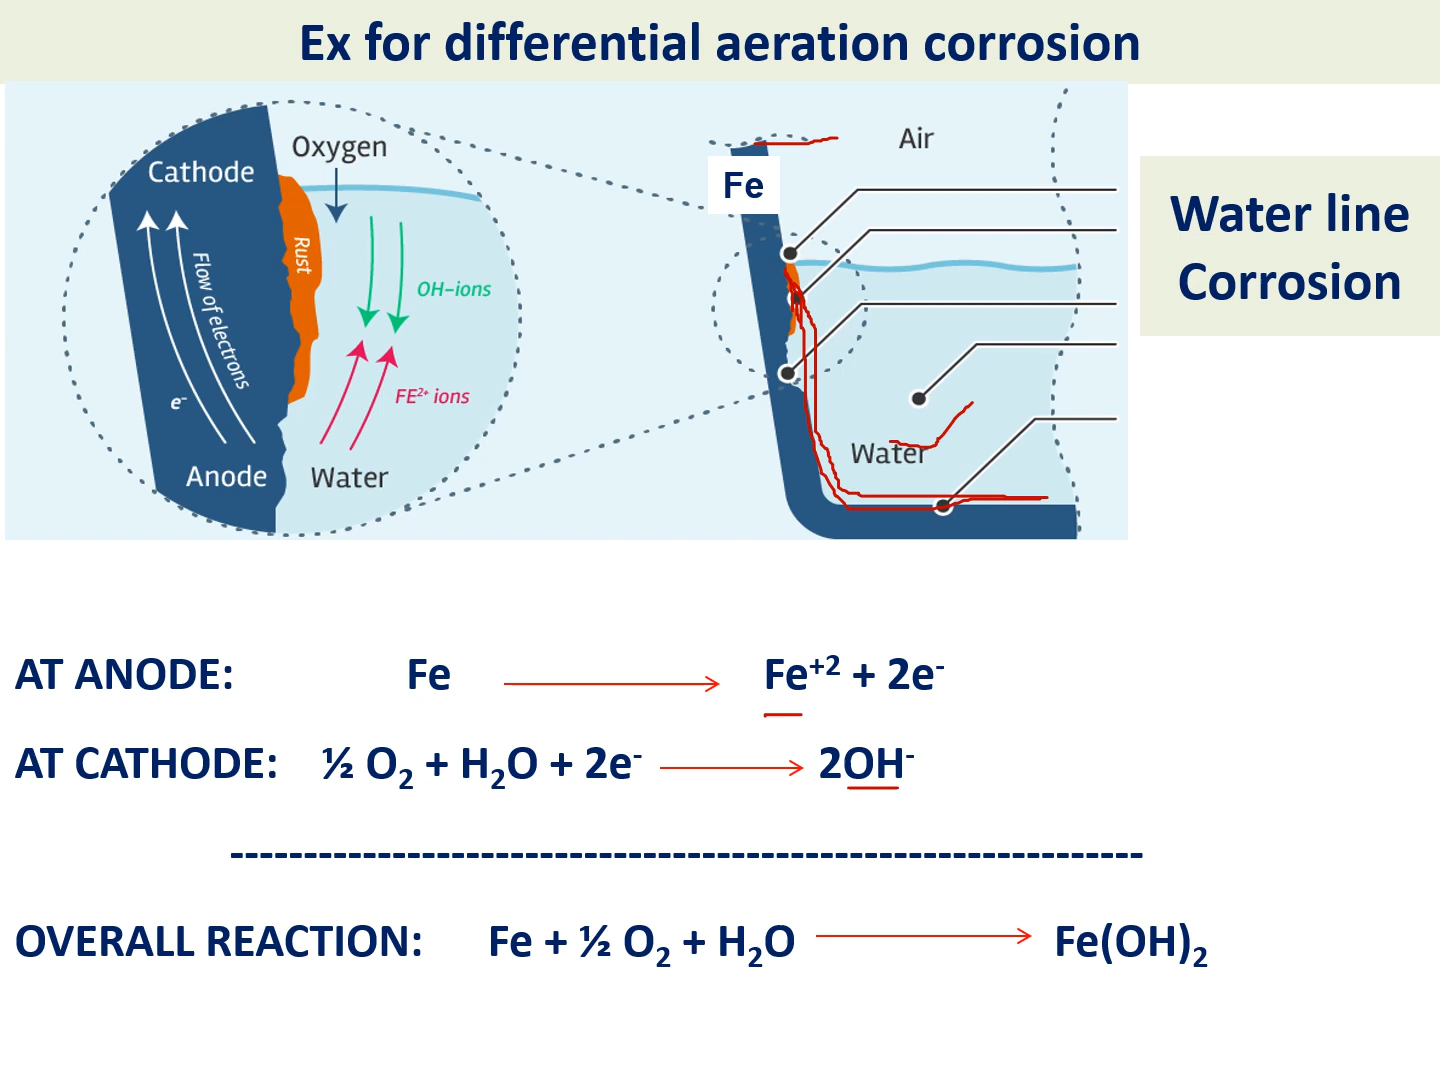 Ex for differential aeration corrosion
Oxygen
Cathode
Rust
Flow of electrons
e⁻
OH–ions
FE²⁺ ions
Anode
Water
Air
Fe
Water
Water line
Corrosion
AT ANODE: Fe → Fe⁺² + 2e⁻
AT CATHODE: ½ O₂ + H₂O + 2e⁻ → 2OH⁻
--------------------------------------------------------------
OVERALL REACTION: Fe + ½ O₂ + H₂O → Fe(OH)₂